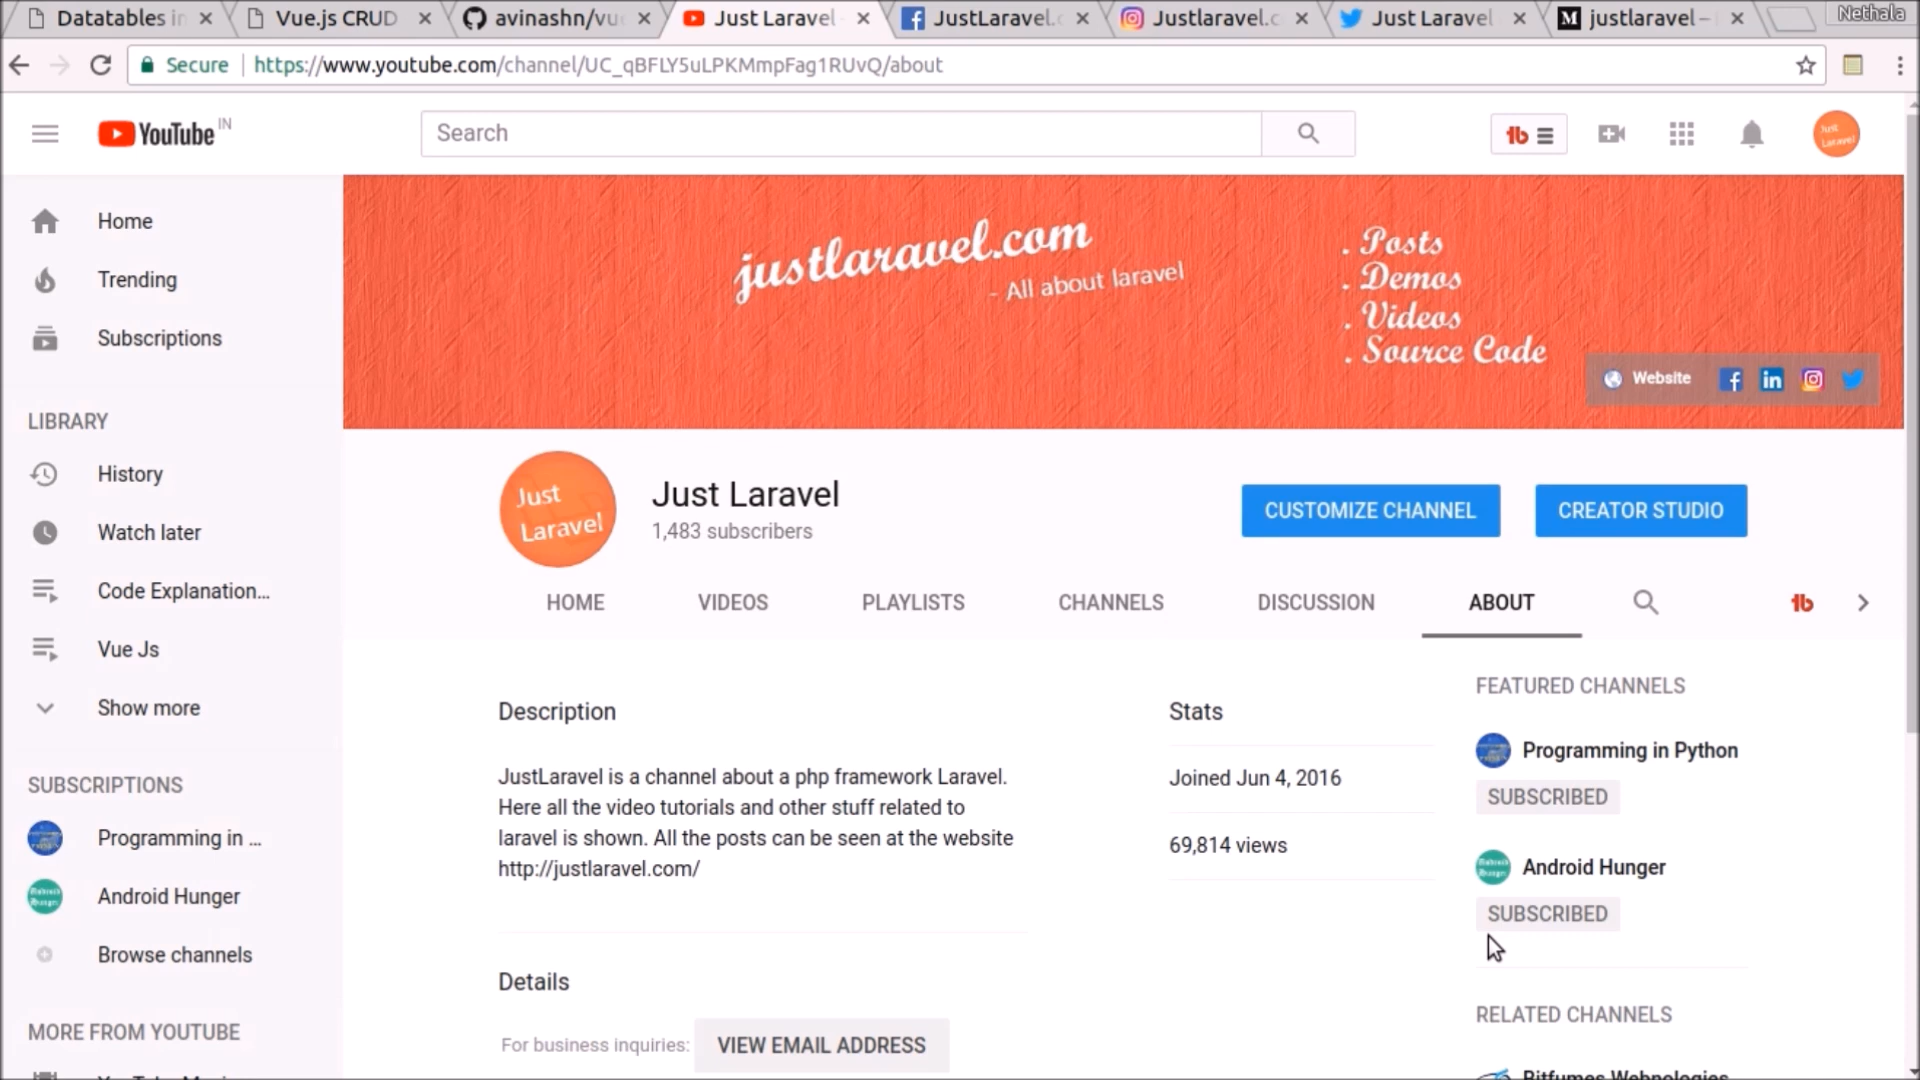 Datatables in
Vue.js CRUD
avinashn/vu
Just Laravel
JustLaravel.c
Justlaravel.c
Just Laravel
justlaravel –
Nethala
Secure
https://www.youtube.com/channel/UC_qBFLY5uLPKMmpFag1RUvQ/about
YouTube IN
Search
Just Laravel
Home
Trending
Subscriptions
LIBRARY
History
Watch later
Code Explanation...
Vue Js
Show more
SUBSCRIPTIONS
Programming in ...
Android Hunger
Browse channels
MORE FROM YOUTUBE
justlaravel.com
- All about laravel
. Posts
. Demos
. Videos
. Source Code
Website
Just Laravel
Just Laravel
1,483 subscribers
CUSTOMIZE CHANNEL
CREATOR STUDIO
HOME
VIDEOS
PLAYLISTS
CHANNELS
DISCUSSION
ABOUT
Description
JustLaravel is a channel about a php framework Laravel.
Here all the video tutorials and other stuff related to
laravel is shown. All the posts can be seen at the website
http://justlaravel.com/
Details
For business inquiries:
VIEW EMAIL ADDRESS
Stats
Joined Jun 4, 2016
69,814 views
FEATURED CHANNELS
Programming in Python
SUBSCRIBED
Android Hunger
SUBSCRIBED
RELATED CHANNELS
Bitfumes Webnologies